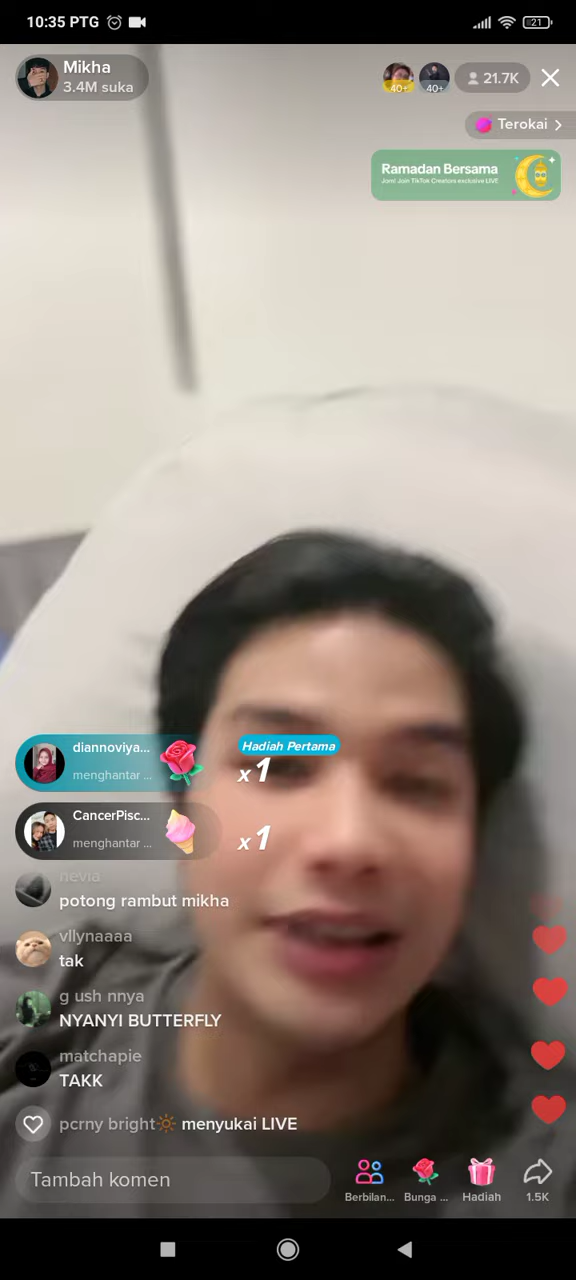 10:35 PTG
21
Mikha
3.4M suka
40+
40+
21.7K
Terokai
Ramadan Bersama
Jom! Join TikTok Creators exclusive LIVE
diannoviya...
menghantar ...
Hadiah Pertama
x1
CancerPisc...
menghantar ...
x1
nevia
potong rambut mikha
vllynaaaa
tak
g ush nnya
NYANYI BUTTERFLY
matchapie
TAKK
pcrny bright🔆 menyukai LIVE
Tambah komen
Berbilan...
Bunga ...
Hadiah
1.5K